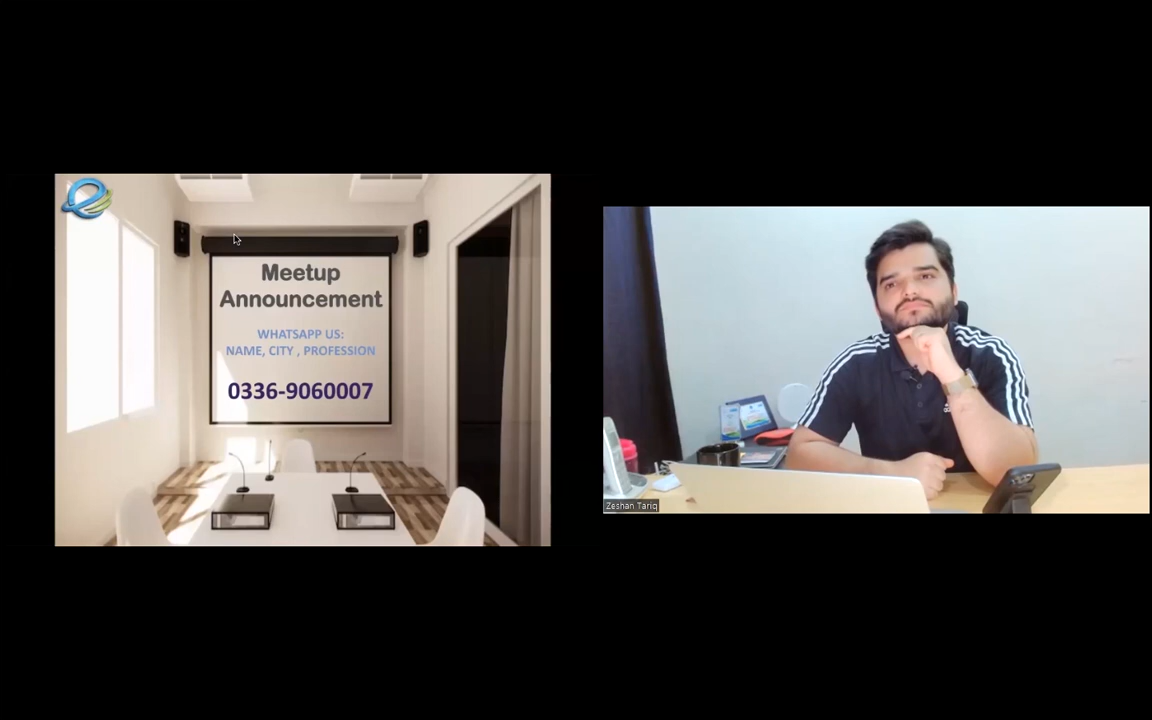 Meetup
Announcement
WHATSAPP US:
NAME, CITY , PROFESSION
0336-9060007
Zeshan Tariq